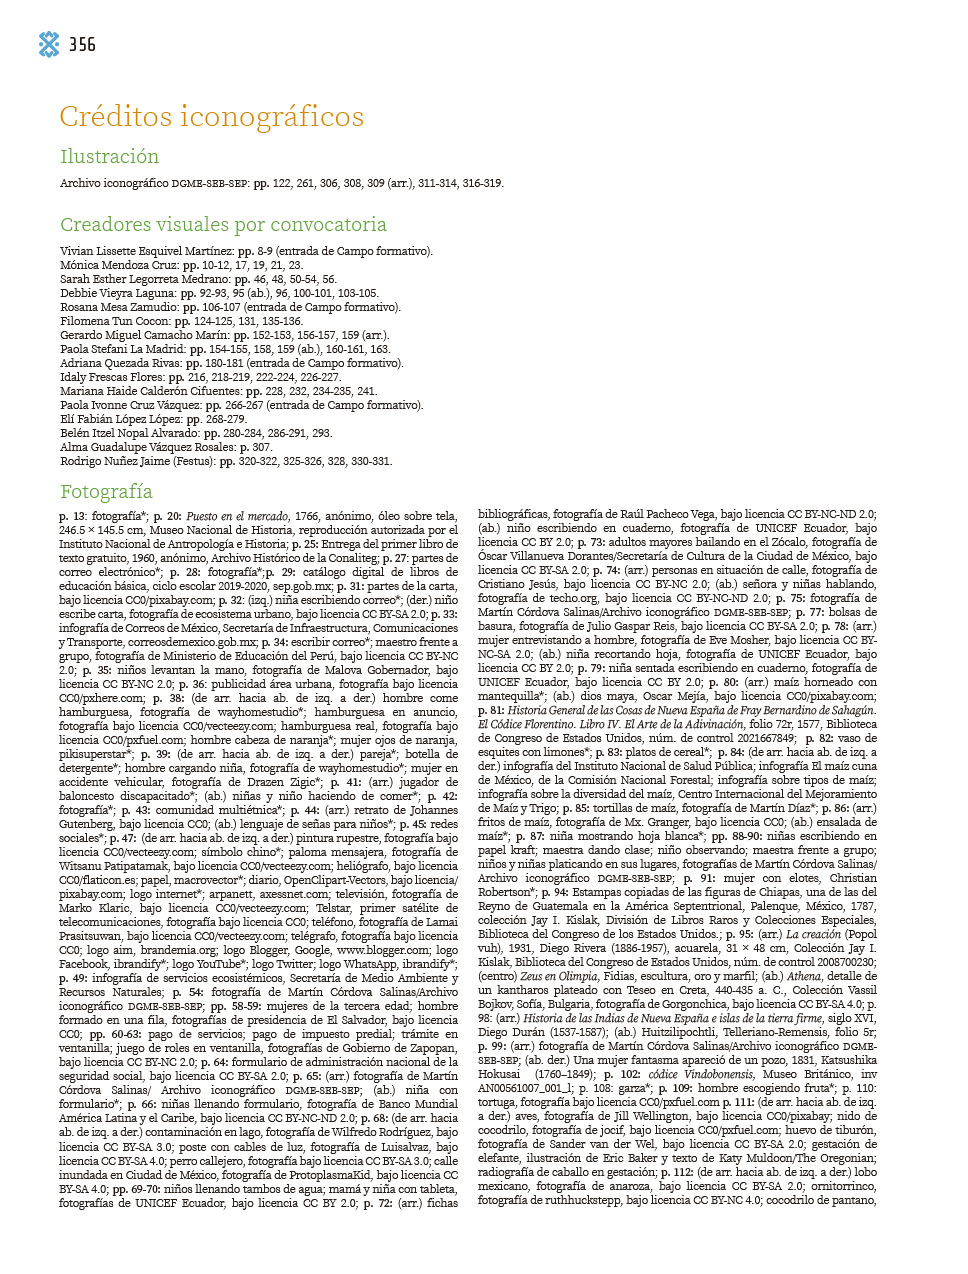 356
Créditos iconográficos
Ilustración
Archivo iconográfico DGME-SEB-SEP: pp. 122, 261, 306, 308, 309 (arr.), 311-314, 316-319.
Creadores visuales por convocatoria
Vivian Lissette Esquivel Martínez: pp. 8-9 (entrada de Campo formativo).
Mónica Mendoza Cruz: pp. 10-12, 17, 19, 21, 23.
Sarah Esther Legorreta Medrano: pp. 46, 48, 50-54, 56.
Debbie Vieyra Laguna: pp. 92-93, 95 (ab.), 96, 100-101, 103-105.
Rosana Mesa Zamudio: pp. 106-107 (entrada de Campo formativo).
Filomena Tun Cocon: pp. 124-125, 131, 135-136.
Gerardo Miguel Camacho Marín: pp. 152-153, 156-157, 159 (arr.).
Paola Stefani La Madrid: pp. 154-155, 158, 159 (ab.), 160-161, 163.
Adriana Quezada Rivas: pp. 180-181 (entrada de Campo formativo).
Idaly Frescas Flores: pp. 216, 218-219, 222-224, 226-227.
Mariana Haide Calderón Cifuentes: pp. 228, 232, 234-235, 241.
Paola Ivonne Cruz Vázquez: pp. 266-267 (entrada de Campo formativo).
Elí Fabián López López: pp. 268-279.
Belén Itzel Nopal Alvarado: pp. 280-284, 286-291, 293.
Alma Guadalupe Vázquez Rosales: p. 307.
Rodrigo Nuñez Jaime (Festus): pp. 320-322, 325-326, 328, 330-331.
Fotografía
p. 13: fotografía*; p. 20: Puesto en el mercado, 1766, anónimo, óleo sobre tela,
246.5 × 145.5 cm, Museo Nacional de Historia, reproducción autorizada por el
Instituto Nacional de Antropología e Historia; p. 25: Entrega del primer libro de
texto gratuito, 1960, anónimo, Archivo Histórico de la Conaliteg; p. 27: partes de
correo electrónico*; p. 28: fotografía*;p. 29: catálogo digital de libros de
educación básica, ciclo escolar 2019-2020, sep.gob.mx; p. 31: partes de la carta,
bajo licencia CC0/pixabay.com; p. 32: (izq.) niña escribiendo correo*; (der.) niño
escribe carta, fotografía de ecosistema urbano, bajo licencia CC BY-SA 2.0; p. 33:
infografía de Correos de México, Secretaría de Infraestructura, Comunicaciones
y Transporte, correosdemexico.gob.mx; p. 34: escribir correo*; maestro frente a
grupo, fotografía de Ministerio de Educación del Perú, bajo licencia CC BY-NC
2.0; p. 35: niños levantan la mano, fotografía de Malova Gobernador, bajo
licencia CC BY-NC 2.0; p. 36: publicidad área urbana, fotografía bajo licencia
CC0/pxhere.com; p. 38: (de arr. hacia ab. de izq. a der.) hombre come
hamburguesa, fotografía de wayhomestudio*; hamburguesa en anuncio,
fotografía bajo licencia CC0/vecteezy.com; hamburguesa real, fotografía bajo
licencia CC0/pxfuel.com; hombre cabeza de naranja*; mujer ojos de naranja,
pikisuperstar*; p. 39: (de arr. hacia ab. de izq. a der.) pareja*; botella de
detergente*; hombre cargando niña, fotografía de wayhomestudio*; mujer en
accidente vehicular, fotografía de Drazen Zigic*; p. 41: (arr.) jugador de
baloncesto discapacitado*; (ab.) niñas y niño haciendo de comer*; p. 42:
fotografía*; p. 43: comunidad multiétnica*; p. 44: (arr.) retrato de Johannes
Gutenberg, bajo licencia CC0; (ab.) lenguaje de señas para niños*; p. 45: redes
sociales*; p. 47: (de arr. hacia ab. de izq. a der.) pintura rupestre, fotografía bajo
licencia CC0/vecteezy.com; símbolo chino*; paloma mensajera, fotografía de
Witsanu Patipatamak, bajo licencia CC0/vecteezy.com; heliógrafo, bajo licencia
CC0/flaticon.es; papel, macrovector*; diario, OpenClipart-Vectors, bajo licencia/
pixabay.com; logo internet*; arpanett, axessnet.com; televisión, fotografía de
Marko Klaric, bajo licencia CC0/vecteezy.com; Telstar, primer satélite de
telecomunicaciones, fotografía bajo licencia CC0; teléfono, fotografía de Lamai
Prasitsuwan, bajo licencia CC0/vecteezy.com; telégrafo, fotografía bajo licencia
CC0; logo aim, brandemia.org; logo Blogger, Google, www.blogger.com; logo
Facebook, ibrandify*; logo YouTube*; logo Twitter; logo WhatsApp, ibrandify*;
p. 49: infografía de servicios ecosistémicos, Secretaría de Medio Ambiente y
Recursos Naturales; p. 54: fotografía de Martín Córdova Salinas/Archivo
iconográfico DGME-SEB-SEP; pp. 58-59: mujeres de la tercera edad; hombre
formado en una fila, fotografías de presidencia de El Salvador, bajo licencia
CC0; pp. 60-63: pago de servicios; pago de impuesto predial; trámite en
ventanilla; juego de roles en ventanilla, fotografías de Gobierno de Zapopan,
bajo licencia CC BY-NC 2.0; p. 64: formulario de administración nacional de la
seguridad social, bajo licencia CC BY-SA 2.0; p. 65: (arr.) fotografía de Martín
Córdova Salinas/ Archivo iconográfico DGME-SEB-SEP; (ab.) niña con
formulario*; p. 66: niñas llenando formulario, fotografía de Banco Mundial
América Latina y el Caribe, bajo licencia CC BY-NC-ND 2.0; p. 68: (de arr. hacia
ab. de izq. a der.) contaminación en lago, fotografía de Wilfredo Rodríguez, bajo
licencia CC BY-SA 3.0; poste con cables de luz, fotografía de Luisalvaz, bajo
licencia CC BY-SA 4.0; perro callejero, fotografía bajo licencia CC BY-SA 3.0; calle
inundada en Ciudad de México, fotografía de ProtoplasmaKid, bajo licencia CC
BY-SA 4.0; pp. 69-70: niños llenando tambos de agua; mamá y niña con tableta,
fotografías de UNICEF Ecuador, bajo licencia CC BY 2.0; p. 72: (arr.) fichas
bibliográficas, fotografía de Raúl Pacheco Vega, bajo licencia CC BY-NC-ND 2.0;
(ab.) niño escribiendo en cuaderno, fotografía de UNICEF Ecuador, bajo
licencia CC BY 2.0; p. 73: adultos mayores bailando en el Zócalo, fotografía de
Óscar Villanueva Dorantes/Secretaría de Cultura de la Ciudad de México, bajo
licencia CC BY-SA 2.0; p. 74: (arr.) personas en situación de calle, fotografía de
Cristiano Jesús, bajo licencia CC BY-NC 2.0; (ab.) señora y niñas hablando,
fotografía de techo.org, bajo licencia CC BY-NC-ND 2.0; p. 75: fotografía de
Martín Córdova Salinas/Archivo iconográfico DGME-SEB-SEP; p. 77: bolsas de
basura, fotografía de Julio Gaspar Reis, bajo licencia CC BY-SA 2.0; p. 78: (arr.)
mujer entrevistando a hombre, fotografía de Eve Mosher, bajo licencia CC BY-
NC-SA 2.0; (ab.) niña recortando hoja, fotografía de UNICEF Ecuador, bajo
licencia CC BY 2.0; p. 79: niña sentada escribiendo en cuaderno, fotografía de
UNICEF Ecuador, bajo licencia CC BY 2.0; p. 80: (arr.) maíz horneado con
mantequilla*; (ab.) dios maya, Oscar Mejía, bajo licencia CC0/pixabay.com;
p. 81: Historia General de las Cosas de Nueva España de Fray Bernardino de Sahagún.
El Códice Florentino. Libro IV. El Arte de la Adivinación, folio 72r, 1577, Biblioteca
de Congreso de Estados Unidos, núm. de control 2021667849; p. 82: vaso de
esquites con limones*; p. 83: platos de cereal*; p. 84: (de arr. hacia ab. de izq. a
der.) infografía del Instituto Nacional de Salud Pública; infografía El maíz cuna
de México, de la Comisión Nacional Forestal; infografía sobre tipos de maíz;
infografía sobre la diversidad del maíz, Centro Internacional del Mejoramiento
de Maíz y Trigo; p. 85: tortillas de maíz, fotografía de Martín Díaz*; p. 86: (arr.)
fritos de maíz, fotografía de Mx. Granger, bajo licencia CC0; (ab.) ensalada de
maíz*; p. 87: niña mostrando hoja blanca*; pp. 88-90: niñas escribiendo en
papel kraft; maestra dando clase; niño observando; maestra frente a grupo;
niños y niñas platicando en sus lugares, fotografías de Martín Córdova Salinas/
Archivo iconográfico DGME-SEB-SEP; p. 91: mujer con elotes, Christian
Robertson*; p. 94: Estampas copiadas de las figuras de Chiapas, una de las del
Reyno de Guatemala en la América Septentrional, Palenque, México, 1787,
colección Jay I. Kislak, División de Libros Raros y Colecciones Especiales,
Biblioteca del Congreso de los Estados Unidos.; p. 95: (arr.) La creación (Popol
vuh), 1931, Diego Rivera (1886-1957), acuarela, 31 × 48 cm, Colección Jay I.
Kislak, Biblioteca del Congreso de Estados Unidos, núm. de control 2008700230;
(centro) Zeus en Olimpia, Fidias, escultura, oro y marfil; (ab.) Athena, detalle de
un kantharos plateado con Teseo en Creta, 440-435 a. C., Colección Vassil
Bojkov, Sofía, Bulgaria, fotografía de Gorgonchica, bajo licencia CC BY-SA 4.0; p.
98: (arr.) Historia de las Indias de Nueva España e islas de la tierra firme, siglo XVI,
Diego Durán (1537-1587); (ab.) Huitzilipochtli, Telleriano-Remensis, folio 5r;
p. 99: (arr.) fotografía de Martín Córdova Salinas/Archivo iconográfico DGME-
SEB-SEP; (ab. der.) Una mujer fantasma apareció de un pozo, 1831, Katsushika
Hokusai (1760–1849); p. 102: códice Vindobonensis, Museo Británico, inv
AN00561007_001_l; p. 108: garza*; p. 109: hombre escogiendo fruta*; p. 110:
tortuga, fotografía bajo licencia CC0/pxfuel.com p. 111: (de arr. hacia ab. de izq.
a der.) aves, fotografía de Jill Wellington, bajo licencia CC0/pixabay; nido de
cocodrilo, fotografía de jocif, bajo licencia CC0/pxfuel.com; huevo de tiburón,
fotografía de Sander van der Wel, bajo licencia CC BY-SA 2.0; gestación de
elefante, ilustración de Eric Baker y texto de Katy Muldoon/The Oregonian;
radiografía de caballo en gestación; p. 112: (de arr. hacia ab. de izq. a der.) lobo
mexicano, fotografía de anaroza, bajo licencia CC BY-SA 2.0; ornitorrinco,
fotografía de ruthhuckstepp, bajo licencia CC BY-NC 4.0; cocodrilo de pantano,